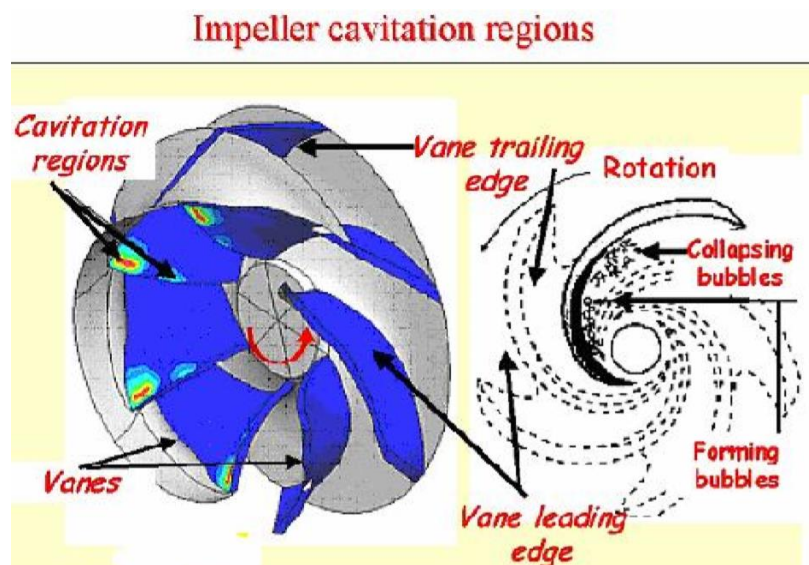 Impeller cavitation regions
Cavitation
regions
Vane trailing
edge
Rotation
Collapsing
bubbles
Forming
bubbles
Vanes
Vane leading
edge